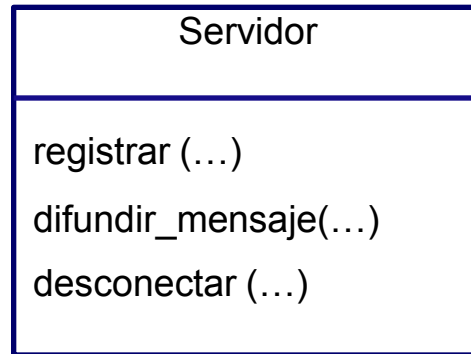 Servidor
registrar (…)
difundir_mensaje(…)
desconectar (…)